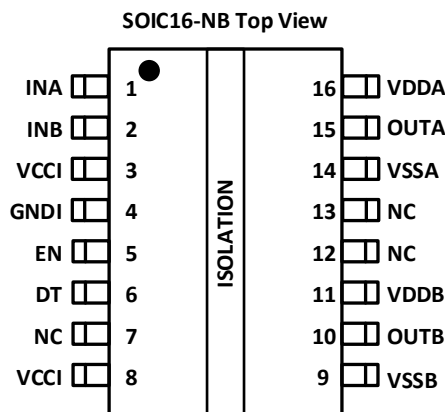 SOIC16-NB Top View
INA 1 16 VDDA
INB 2 15 OUTA
VCCI 3 14 VSSA
GNDI 4 13 NC
EN 5 12 NC
DT 6 11 VDDB
NC 7 10 OUTB
VCCI 8 9 VSSB
ISOLATION